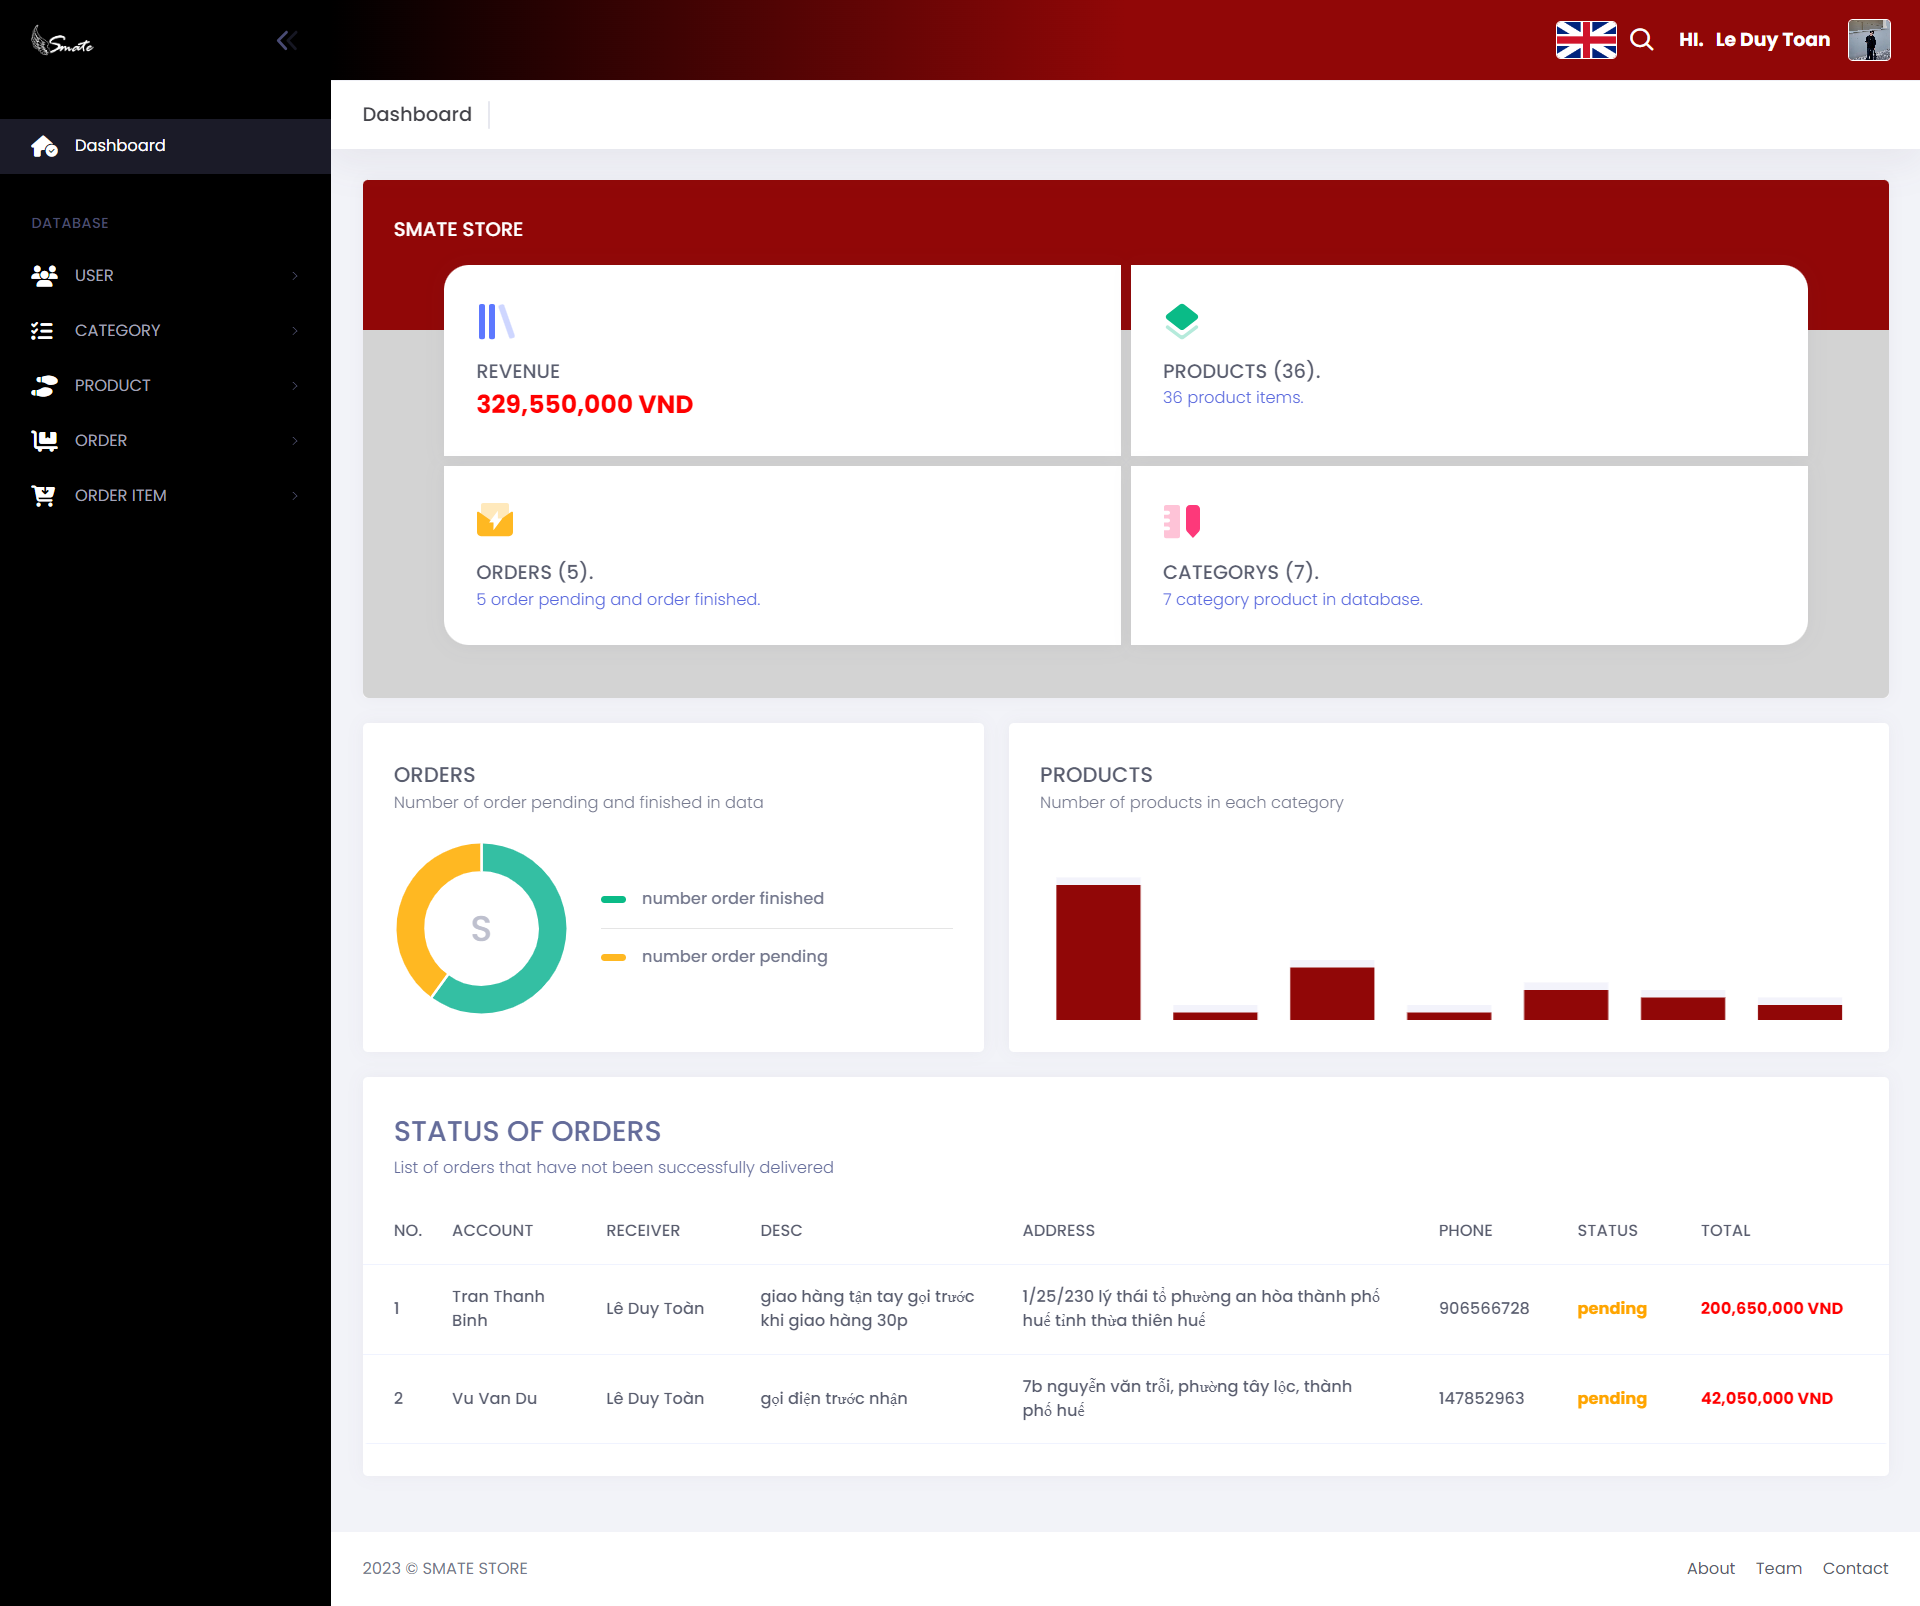 Smate
HI. Le Duy Toan
Dashboard
Dashboard
DATABASE
USER
CATEGORY
PRODUCT
ORDER
ORDER ITEM
SMATE STORE
REVENUE
329,550,000 VND
PRODUCTS (36).
36 product items.
ORDERS (5).
5 order pending and order finished.
CATEGORYS (7).
7 category product in database.
ORDERS
Number of order pending and finished in data
S
number order finished
number order pending
PRODUCTS
Number of products in each category
STATUS OF ORDERS
List of orders that have not been successfully delivered
NO. ACCOUNT RECEIVER DESC ADDRESS PHONE STATUS TOTAL
1 Tran Thanh Binh Lê Duy Toàn giao hàng tận tay gọi trước khi giao hàng 30p 1/25/230 lý thái tổ phường an hòa thành phố huế tỉnh thừa thiên huế 906566728 pending 200,650,000 VND
2 Vu Van Du Lê Duy Toàn gọi điện trước nhận 7b nguyễn văn trỗi, phường tây lộc, thành phố huế 147852963 pending 42,050,000 VND
2023 © SMATE STORE
About Team Contact